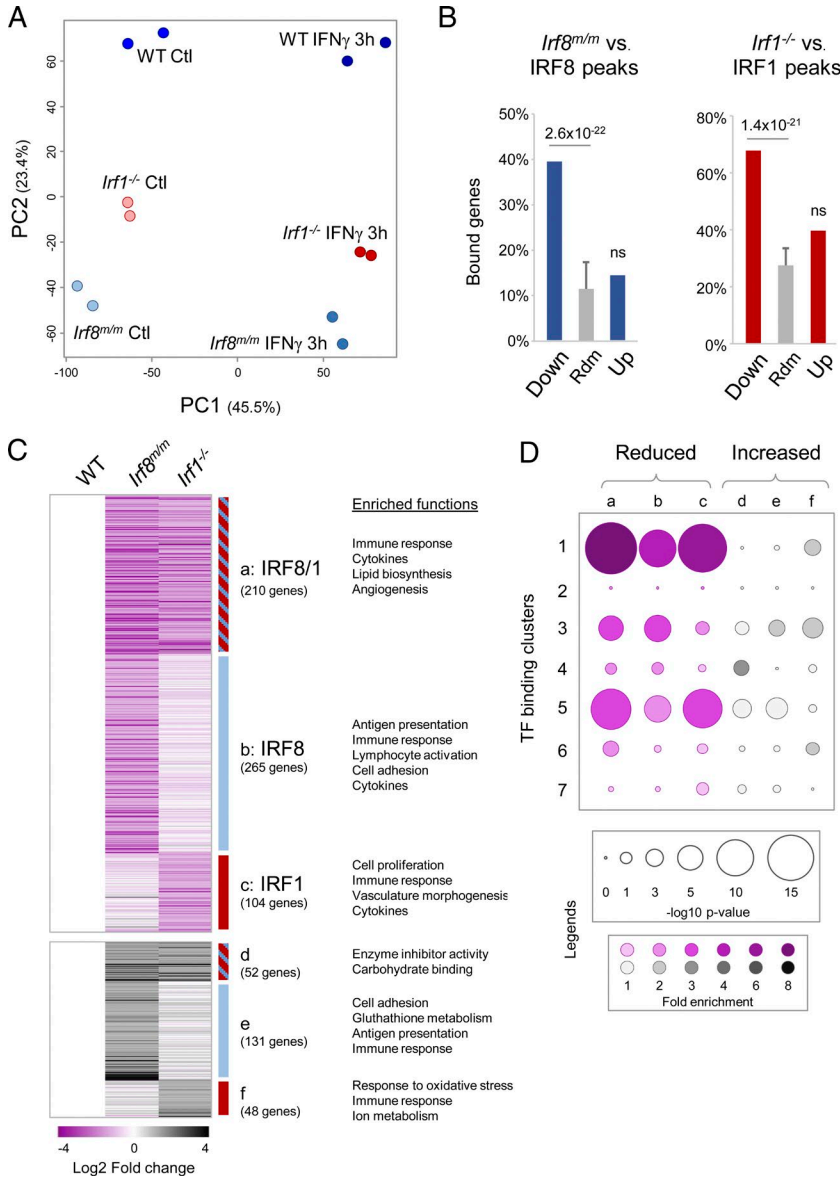 A
60
40
20
0
-20
-40
-60
-100
-50
0
50
PC2 (23.4%)
PC1 (45.5%)
WT Ctl
WT IFNγ 3h
Irf1-/- Ctl
Irf1-/- IFNγ 3h
Irf8m/m Ctl
Irf8m/m IFNγ 3h
B
Irf8m/m vs.
IRF8 peaks
Irf1-/- vs.
IRF1 peaks
Bound genes
50%
40%
30%
20%
10%
0%
2.6x10-22
ns
Down
Rdm
Up
80%
60%
40%
20%
0%
1.4x10-21
ns
Down
Rdm
Up
C
WT
Irf8m/m
Irf1-/-
Enriched functions
a: IRF8/1
(210 genes)
Immune response
Cytokines
Lipid biosynthesis
Angiogenesis
b: IRF8
(265 genes)
Antigen presentation
Immune response
Lymphocyte activation
Cell adhesion
Cytokines
c: IRF1
(104 genes)
Cell proliferation
Immune response
Vasculature morphogenesis
Cytokines
d
(52 genes)
Enzyme inhibitor activity
Carbohydrate binding
e
(131 genes)
Cell adhesion
Gluthathione metabolism
Antigen presentation
Immune response
f
(48 genes)
Response to oxidative stress
Immune response
Ion metabolism
-4
0
4
Log2 Fold change
D
Reduced Increased
a b c d e f
TF binding clusters
1
2
3
4
5
6
7
Legends
0 1 3 5 10 15
-log10 p-value
1 2 3 4 6 8
Fold enrichment